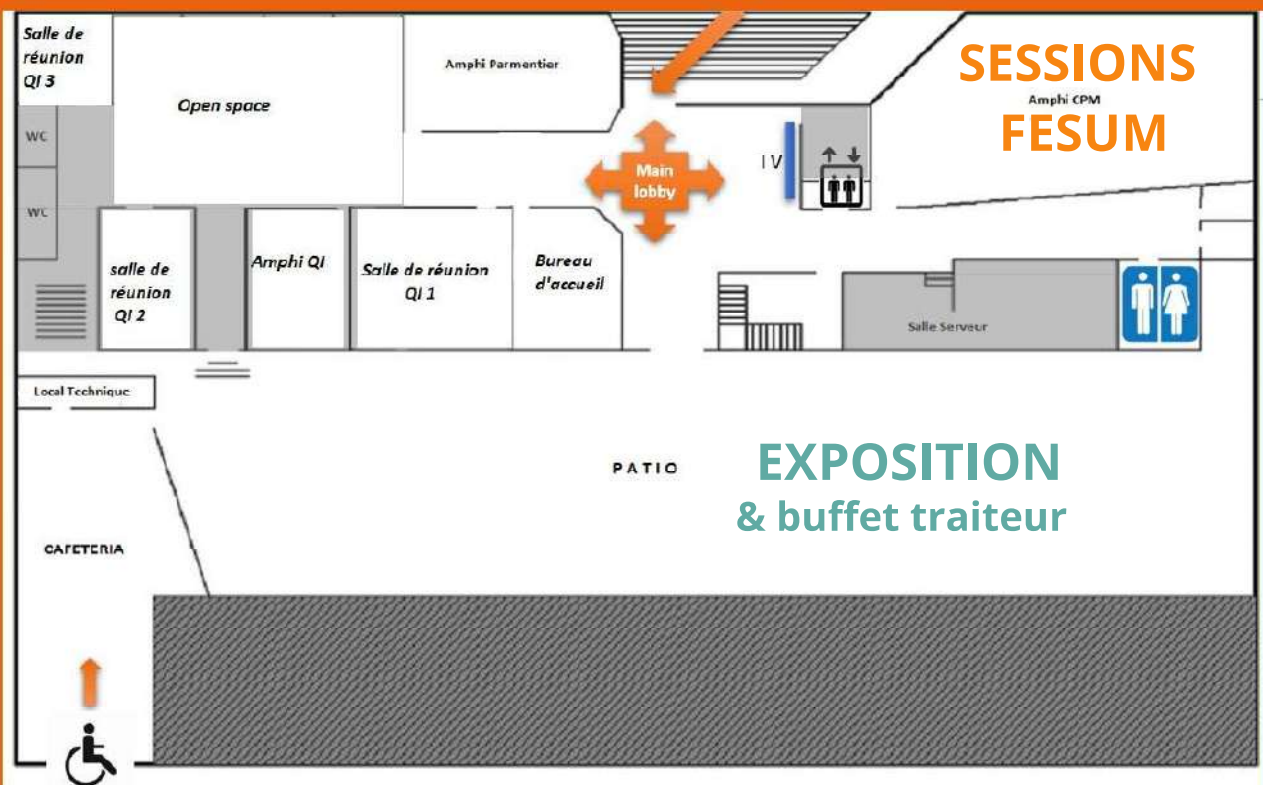 Salle de
réunion
QI 3
Open space
Amphi Parmentier
SESSIONS
Amphi CPM
FESUM
WC
Main
lobby
WC
salle de
réunion
QI 2
Amphi QI
Salle de réunion
QI 1
Bureau
d'accueil
Salle Serveur
Local Technique
PATIO
EXPOSITION
& buffet traiteur
CAFETERIA